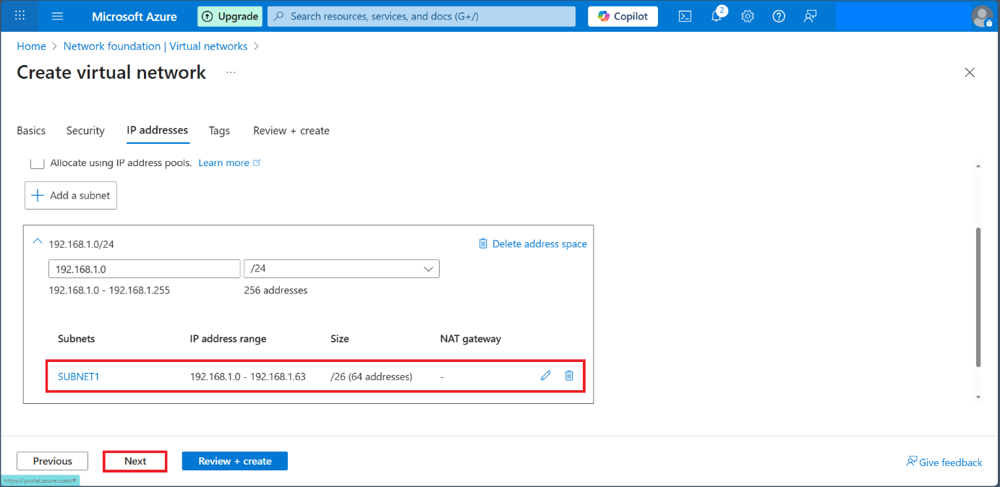 Microsoft Azure
Upgrade
Search resources, services, and docs (G+/)
Copilot
2
Home > Network foundation | Virtual networks >
Create virtual network ...
Basics Security IP addresses Tags Review + create
Allocate using IP address pools. Learn more
+ Add a subnet
192.168.1.0/24 Delete address space
192.168.1.0 /24
192.168.1.0 - 192.168.1.255 256 addresses
Subnets IP address range Size NAT gateway
SUBNET1 192.168.1.0 - 192.168.1.63 /26 (64 addresses) -
Previous Next Review + create Give feedback
https://portal.azure.com/#